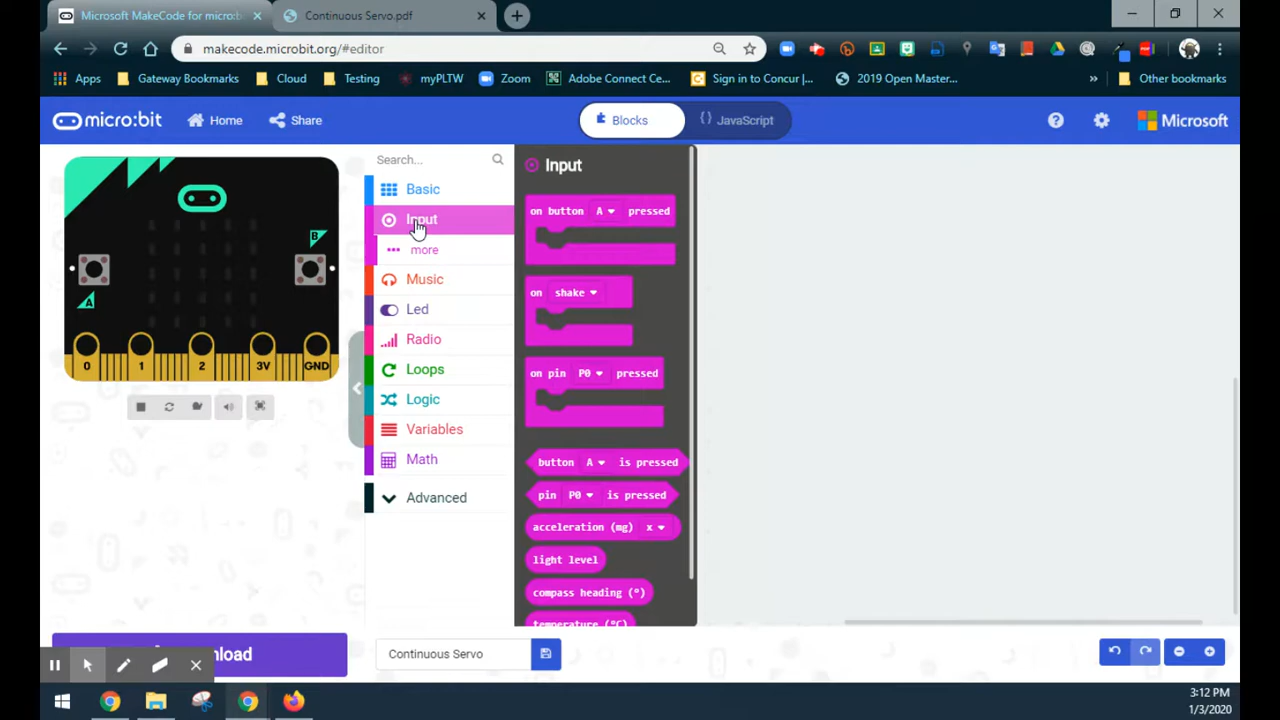 Microsoft MakeCode for micro:b
Continuous Servo.pdf
makecode.microbit.org/#editor
Apps
Gateway Bookmarks
Cloud
Testing
myPLTW
Zoom
Adobe Connect Ce...
Sign in to Concur |...
2019 Open Master...
»
Other bookmarks
micro:bit
Home
Share
Blocks
{} JavaScript
Microsoft
Search...
Basic
Input
more
Music
Led
Radio
Loops
Logic
Variables
Math
Advanced
Input
on button A pressed
on shake
on pin P0 pressed
button A is pressed
pin P0 is pressed
acceleration (mg) x
light level
compass heading (°)
temperature (°C)
A
B
0 1 2 3V GND
Continuous Servo
3:12 PM
1/3/2020